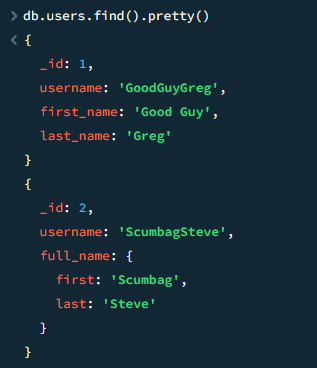 > db.users.find().pretty()
< {
_id: 1,
username: 'GoodGuyGreg',
first_name: 'Good Guy',
last_name: 'Greg'
}
{
_id: 2,
username: 'ScumbagSteve',
full_name: {
first: 'Scumbag',
last: 'Steve'
}
}